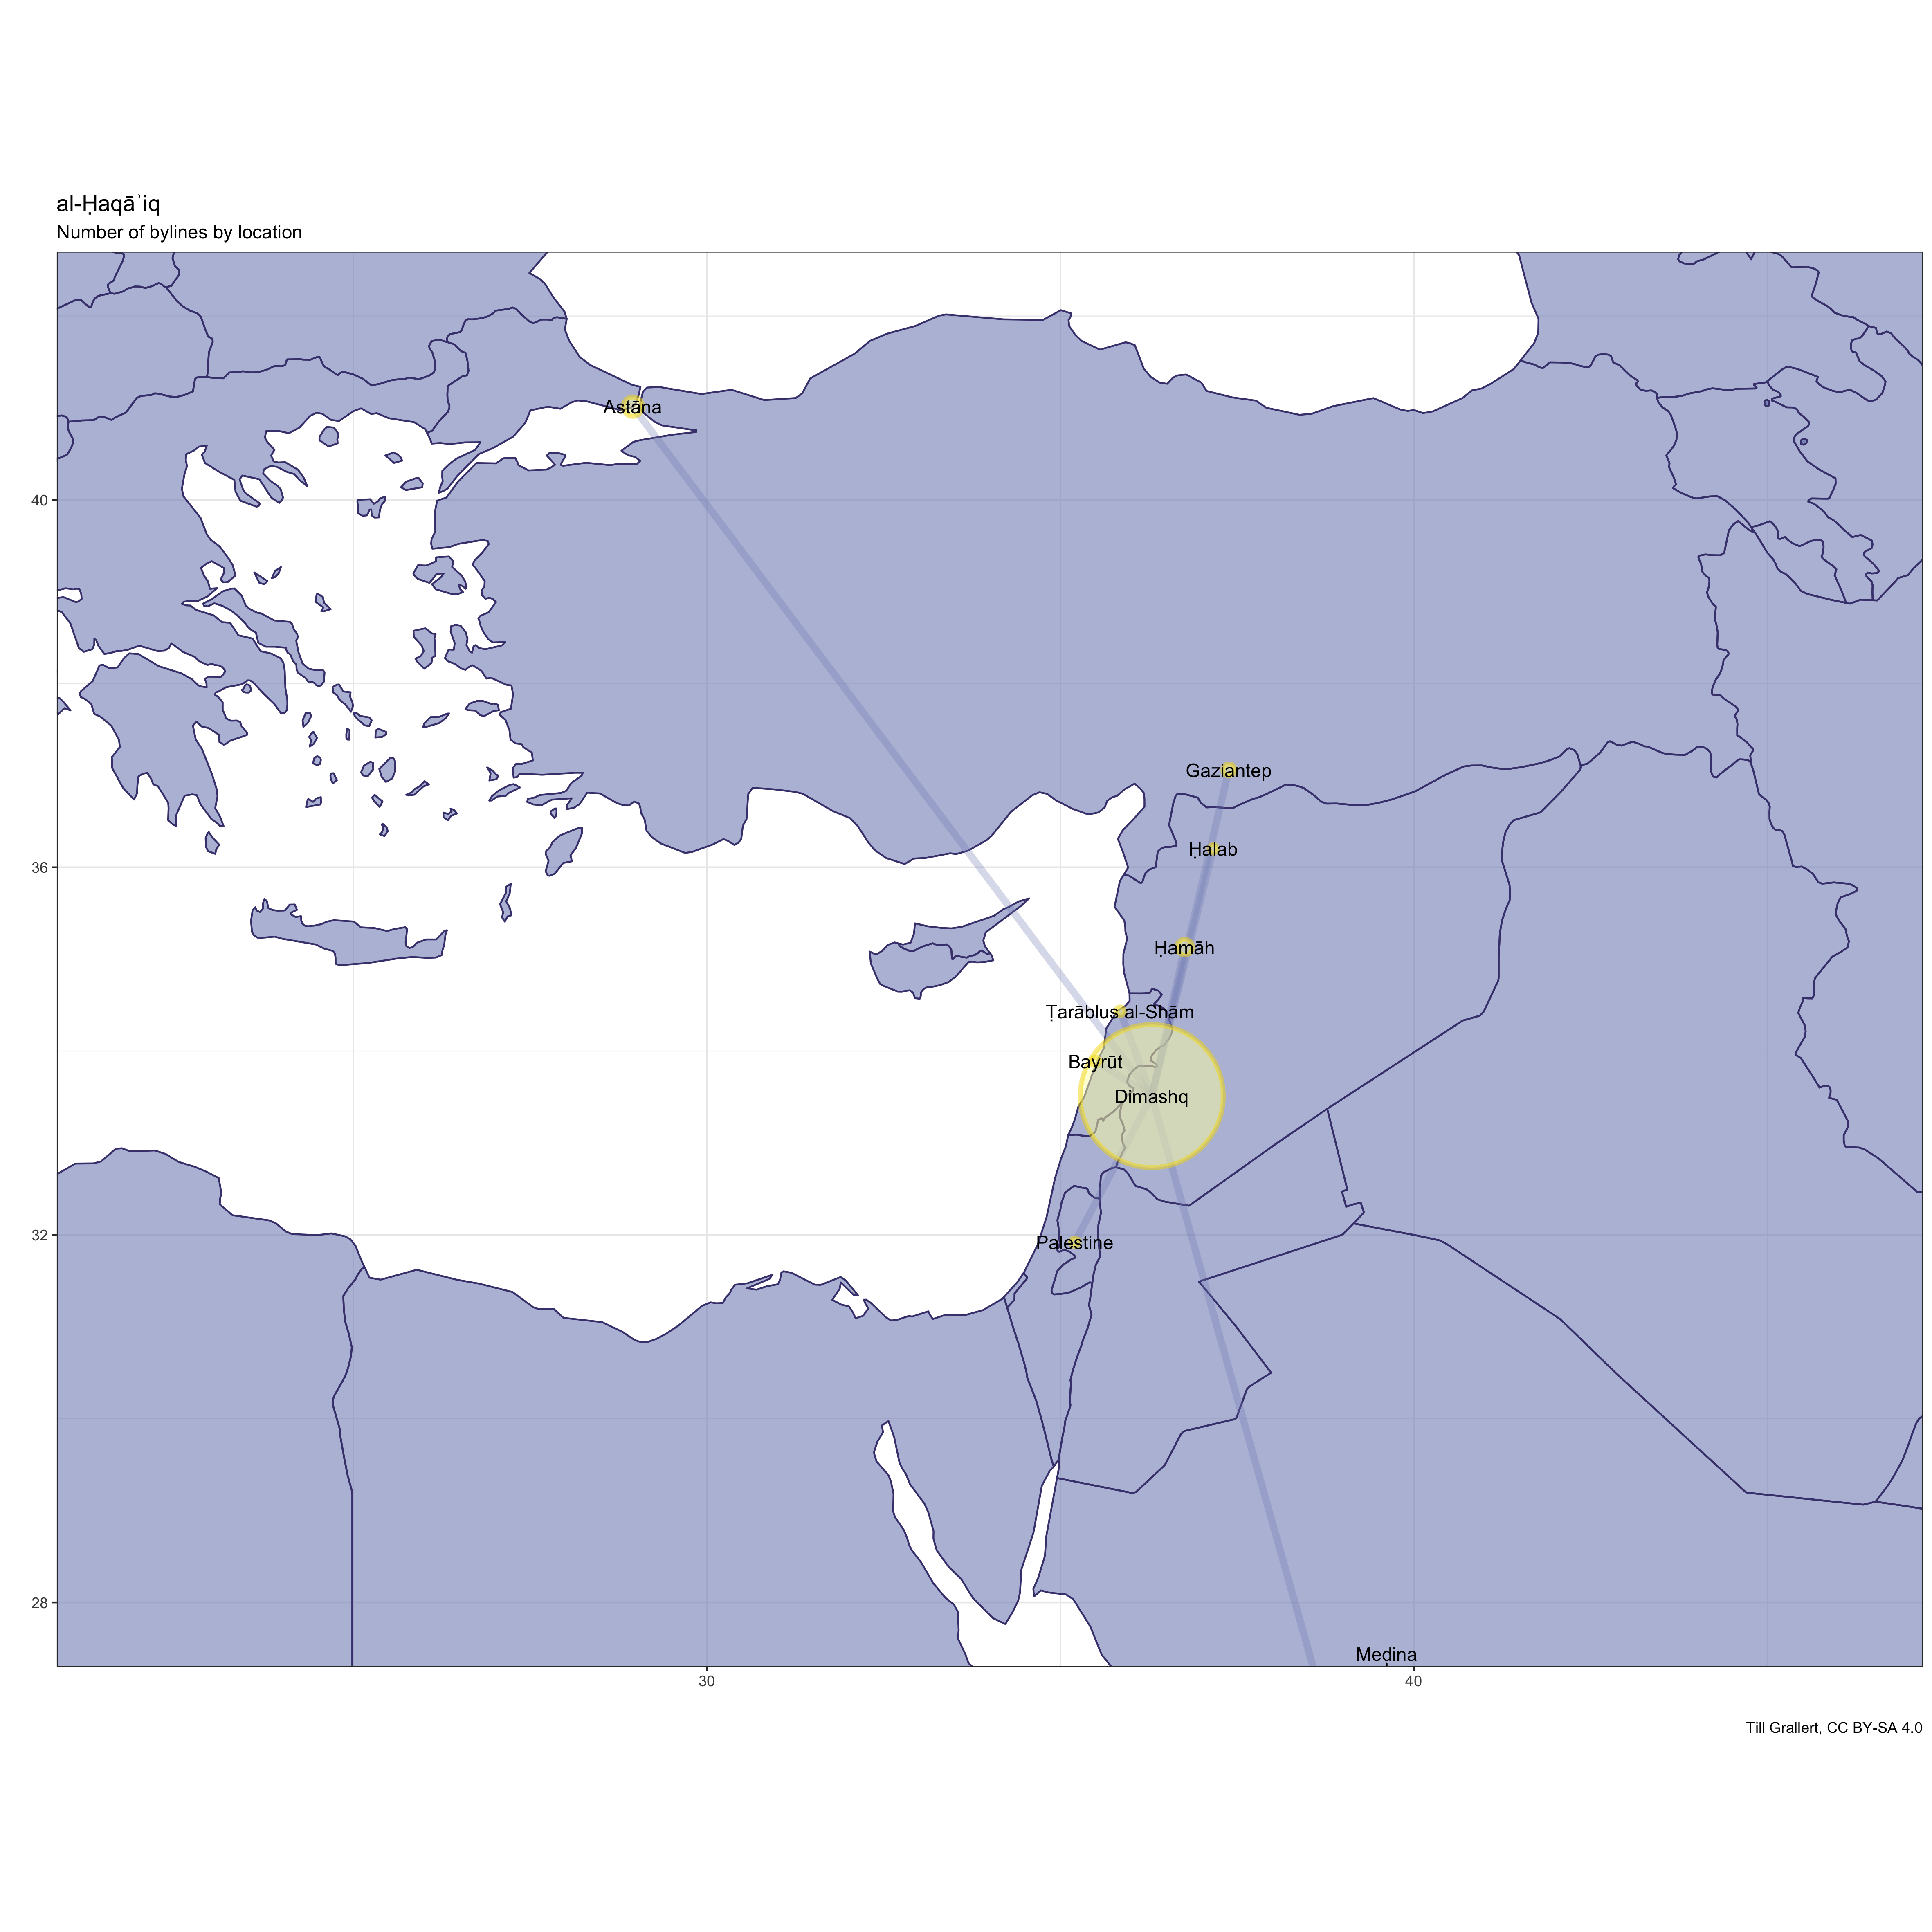 al-Ḥaqāʾiq
Number of bylines by location
Astāna
40
Gaziantep
Ḥalab
36
Ḥamāh
Ṭarāblus al-Shām
Bayrūt
Dimashq
32
Palestine
28
Medina
30
40
Till Grallert, CC BY-SA 4.0